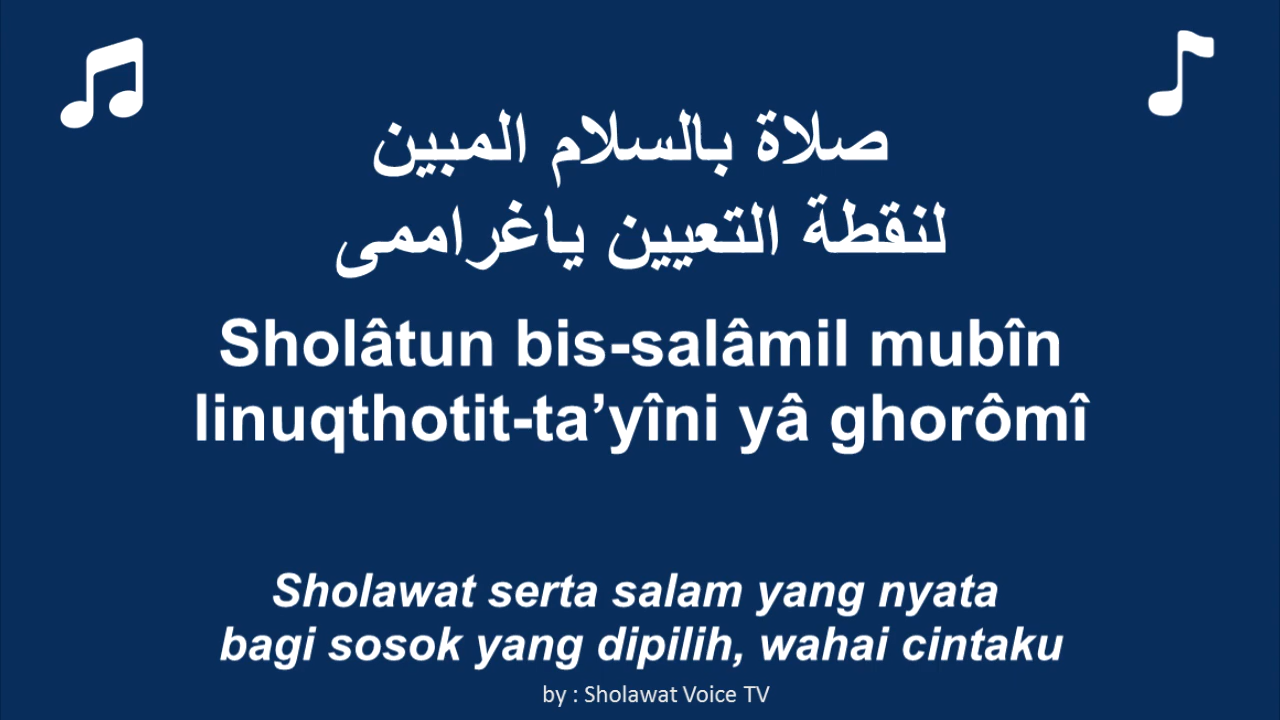 صلاة بالسلام المبين
لنقطة التعيين ياغراممى
Sholâtun bis-salâmil mubîn
linuqthotit-ta’yîni yâ ghorômî
Sholawat serta salam yang nyata
bagi sosok yang dipilih, wahai cintaku
by : Sholawat Voice TV